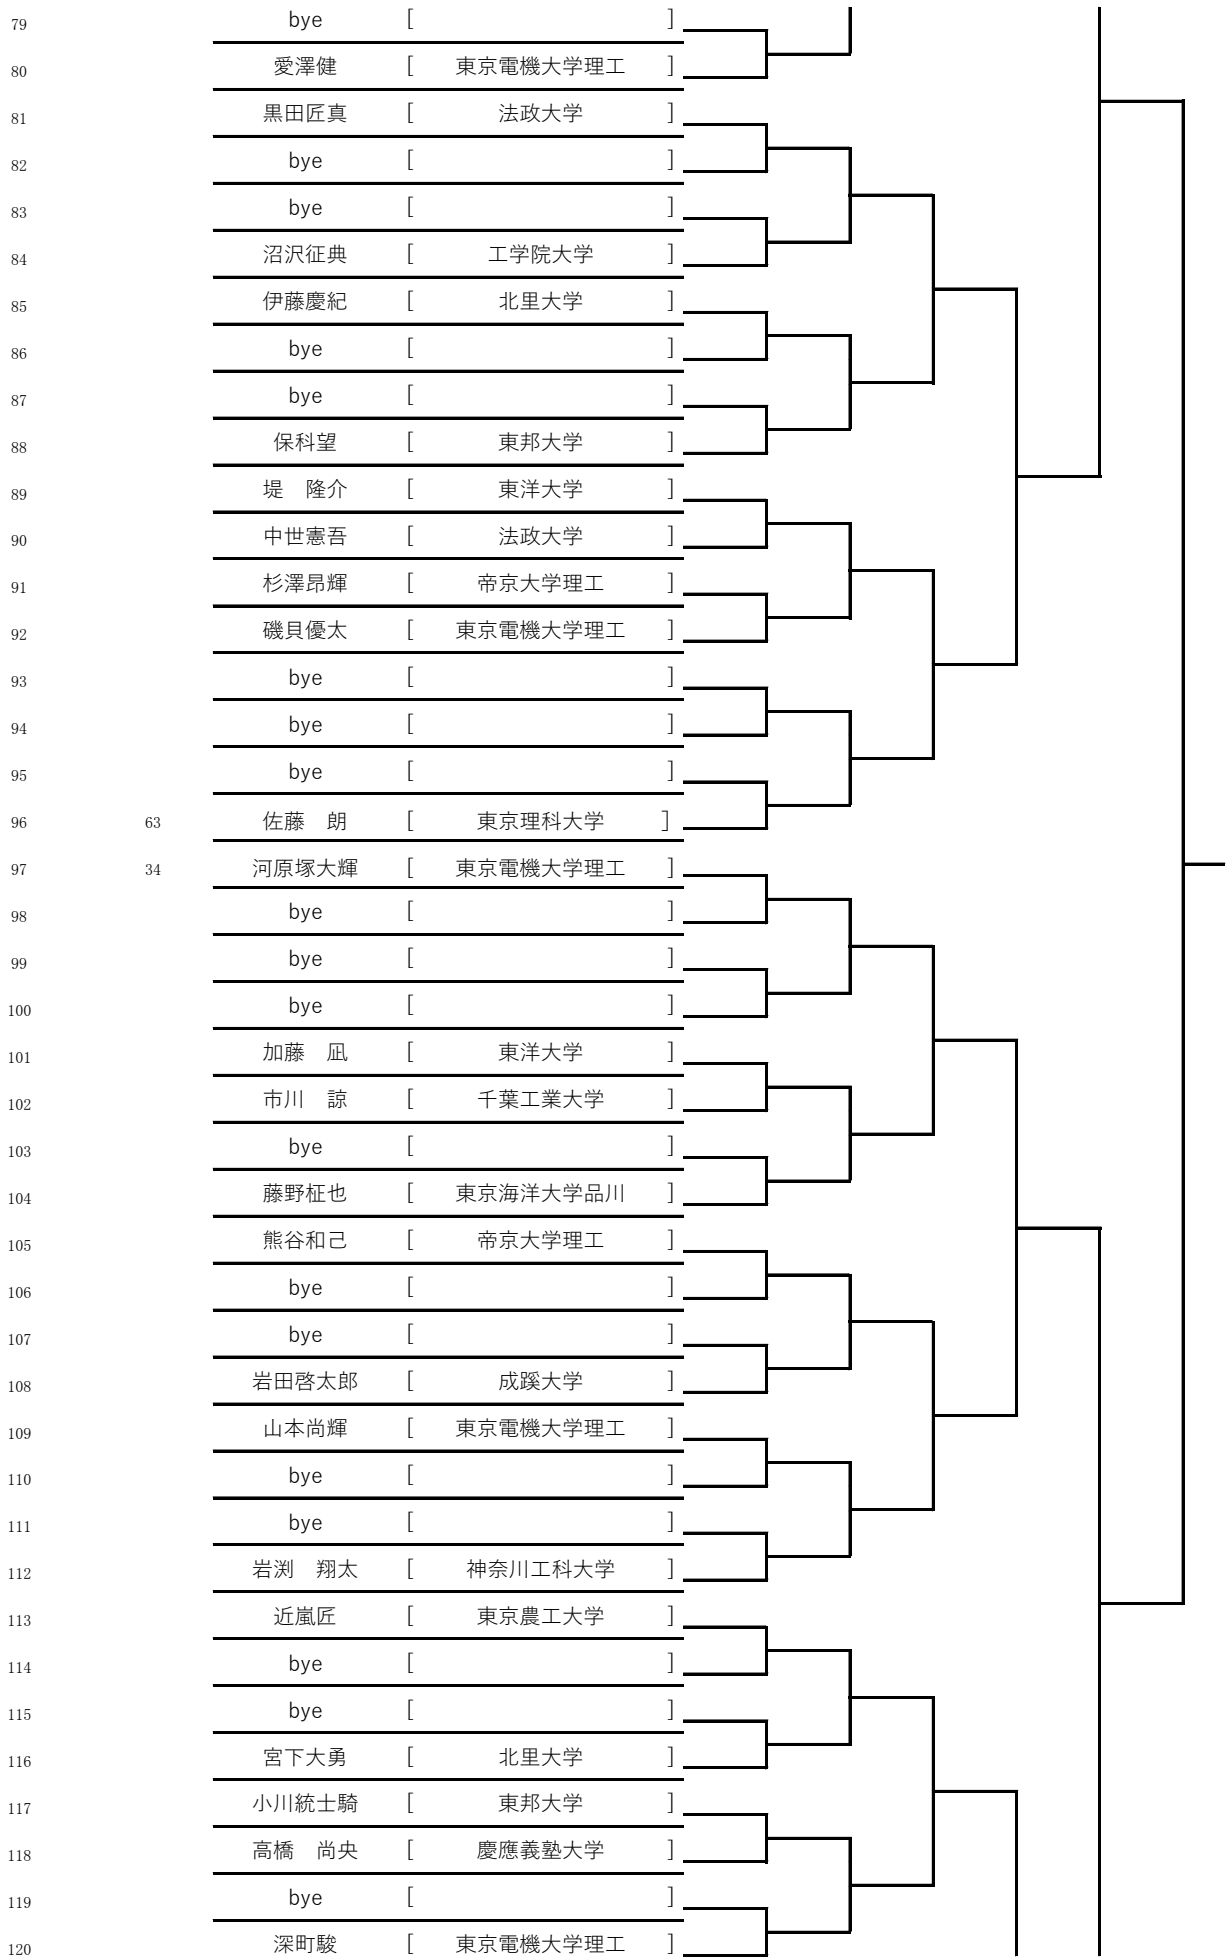 79 bye [ ]
80 愛澤健 [ 東京電機大学理工 ]
81 黒田匠真 [ 法政大学 ]
82 bye [ ]
83 bye [ ]
84 沼沢征典 [ 工学院大学 ]
85 伊藤慶紀 [ 北里大学 ]
86 bye [ ]
87 bye [ ]
88 保科望 [ 東邦大学 ]
89 堤　隆介 [ 東洋大学 ]
90 中世憲吾 [ 法政大学 ]
91 杉澤昂輝 [ 帝京大学理工 ]
92 磯貝優太 [ 東京電機大学理工 ]
93 bye [ ]
94 bye [ ]
95 bye [ ]
96 63 佐藤　朗 [ 東京理科大学 ]
97 34 河原塚大輝 [ 東京電機大学理工 ]
98 bye [ ]
99 bye [ ]
100 bye [ ]
101 加藤　凪 [ 東洋大学 ]
102 市川　諒 [ 千葉工業大学 ]
103 bye [ ]
104 藤野柾也 [ 東京海洋大学品川 ]
105 熊谷和己 [ 帝京大学理工 ]
106 bye [ ]
107 bye [ ]
108 岩田啓太郎 [ 成蹊大学 ]
109 山本尚輝 [ 東京電機大学理工 ]
110 bye [ ]
111 bye [ ]
112 岩渕　翔太 [ 神奈川工科大学 ]
113 近嵐匠 [ 東京農工大学 ]
114 bye [ ]
115 bye [ ]
116 宮下大勇 [ 北里大学 ]
117 小川統士騎 [ 東邦大学 ]
118 高橋　尚央 [ 慶應義塾大学 ]
119 bye [ ]
120 深町駿 [ 東京電機大学理工 ]